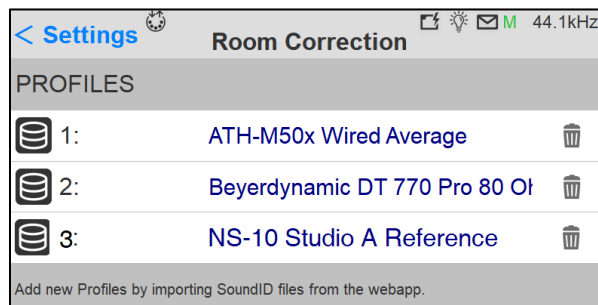 < Settings Room Correction M 44.1kHz
PROFILES
1: ATH-M50x Wired Average
2: Beyerdynamic DT 770 Pro 80 Oh
3: NS-10 Studio A Reference
Add new Profiles by importing SoundID files from the webapp.